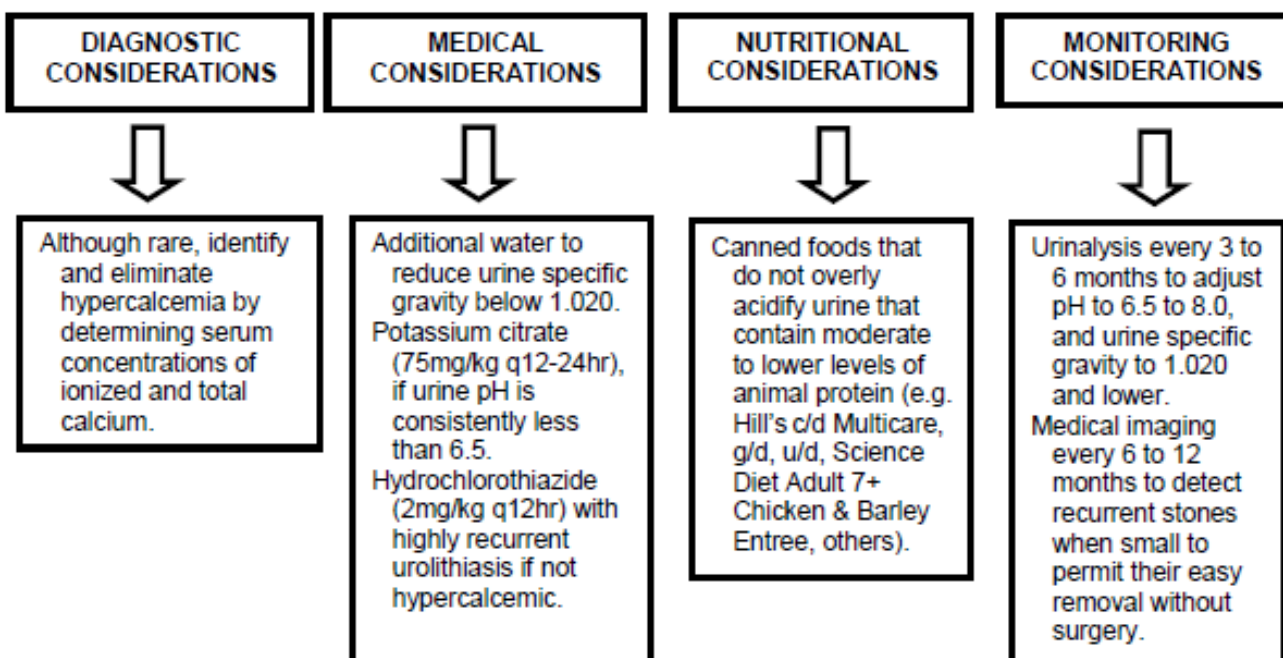 DIAGNOSTIC
CONSIDERATIONS
Although rare, identify
and eliminate
hypercalcemia by
determining serum
concentrations of
ionized and total
calcium.
MEDICAL
CONSIDERATIONS
Additional water to
reduce urine specific
gravity below 1.020.
Potassium citrate
(75mg/kg q12-24hr),
if urine pH is
consistently less
than 6.5.
Hydrochlorothiazide
(2mg/kg q12hr) with
highly recurrent
urolithiasis if not
hypercalcemic.
NUTRITIONAL
CONSIDERATIONS
Canned foods that
do not overly
acidify urine that
contain moderate
to lower levels of
animal protein (e.g.
Hill's c/d Multicare,
g/d, u/d, Science
Diet Adult 7+
Chicken & Barley
Entree, others).
MONITORING
CONSIDERATIONS
Urinalysis every 3 to
6 months to adjust
pH to 6.5 to 8.0,
and urine specific
gravity to 1.020
and lower.
Medical imaging
every 6 to 12
months to detect
recurrent stones
when small to
permit their easy
removal without
surgery.